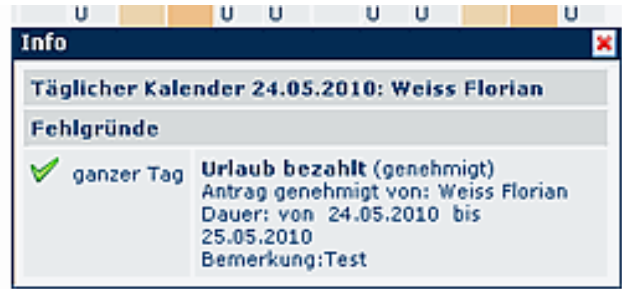 U U U U U U
Info
Täglicher Kalender 24.05.2010: Weiss Florian
Fehlgründe
ganzer Tag
Urlaub bezahlt (genehmigt)
Antrag genehmigt von: Weiss Florian
Dauer: von 24.05.2010 bis
25.05.2010
Bemerkung:Test